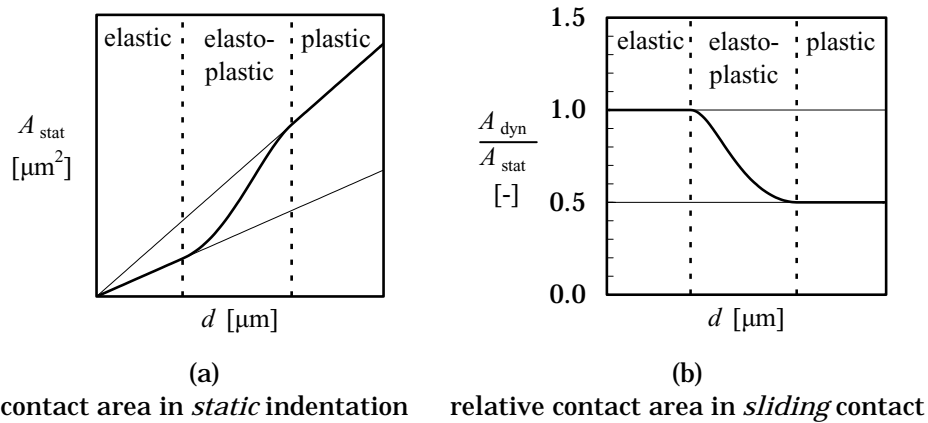 elastic
elasto-
plastic
plastic
A stat
[μm²]
d [μm]
(a)
contact area in static indentation
1.5
1.0
0.5
0.0
elastic
elasto-
plastic
plastic
A dyn
A stat
[-]
d [μm]
(b)
relative contact area in sliding contact